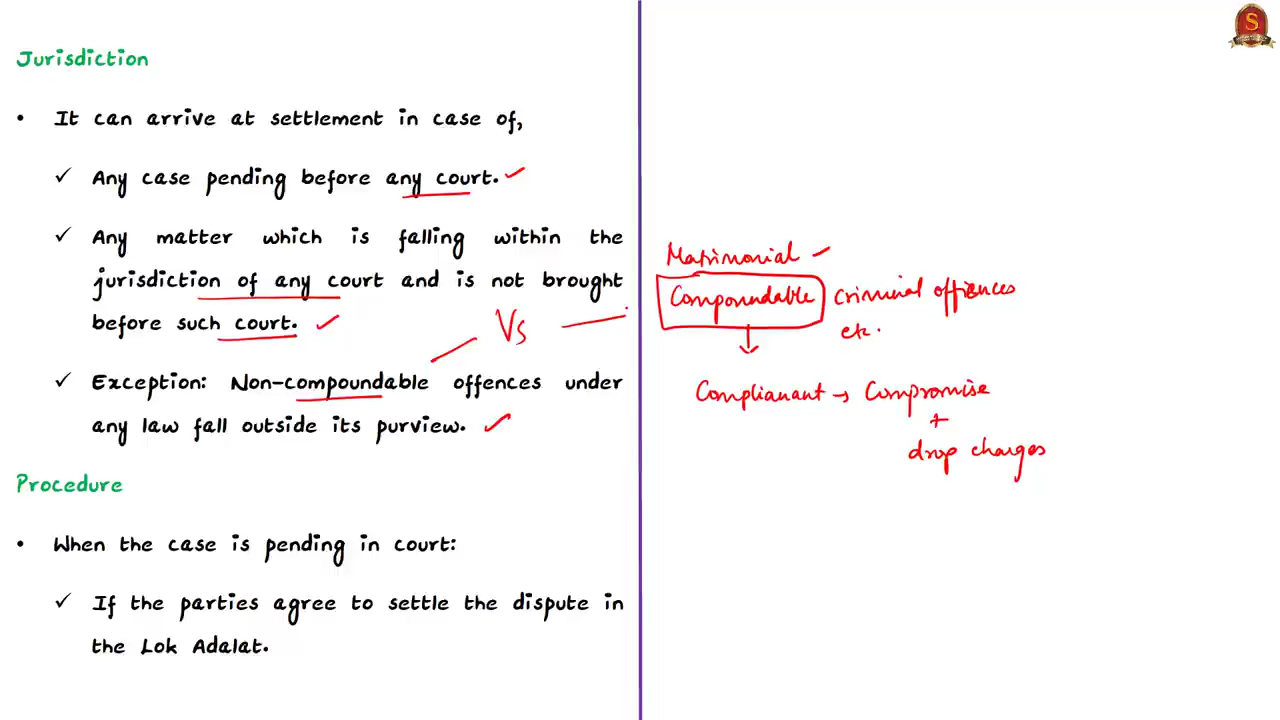 Jurisdiction
• It can arrive at settlement in case of,
✓ Any case pending before any court.
✓ Any matter which is falling within the
jurisdiction of any court and is not brought
before such court.
✓ Exception: Non-compoundable offences under
any law fall outside its purview.
Procedure
• When the case is pending in court:
✓ If the parties agree to settle the dispute in
the Lok Adalat.
Vs
Matrimonial
Compoundable criminal offences
etc.
Complianant → Compromise
+
drop charges
S